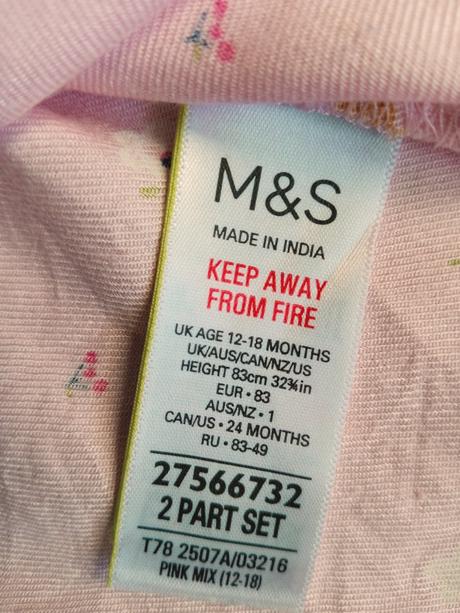 M&S
MADE IN INDIA
KEEP AWAY
FROM FIRE
UK AGE 12-18 MONTHS
UK/AUS/CAN/NZ/US
HEIGHT 83cm 32¾in
EUR • 83
AUS/NZ • 1
CAN/US • 24 MONTHS
RU • 83-49
27566732
2 PART SET
T78 2507A/03216
PINK MIX (12-18)